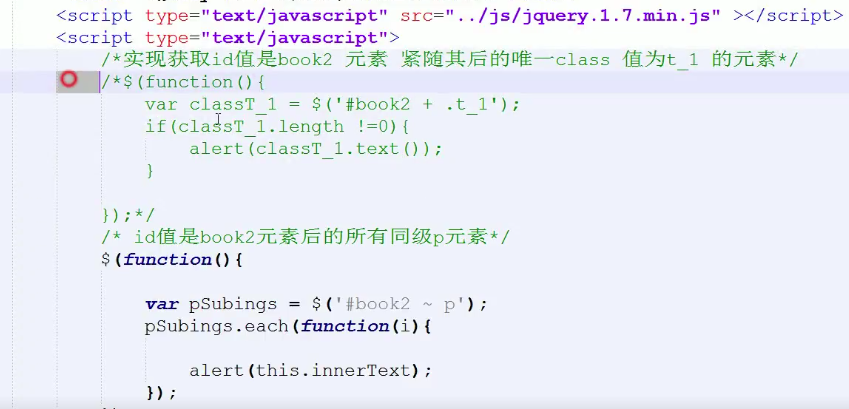 <script type="text/javascript" src="../js/jquery.1.7.min.js" ></script>
<script type="text/javascript">
/*实现获取id值是book2 元素 紧随其后的唯一class 值为t_1 的元素*/
/*$(function(){
var classT_1 = $('#book2 + .t_1');
if(classT_1.length !=0){
alert(classT_1.text());
}
});*/
/* id值是book2元素后的所有同级p元素*/
$(function(){
var pSubings = $('#book2 ~ p');
pSubings.each(function(i){
alert(this.innerText);
});